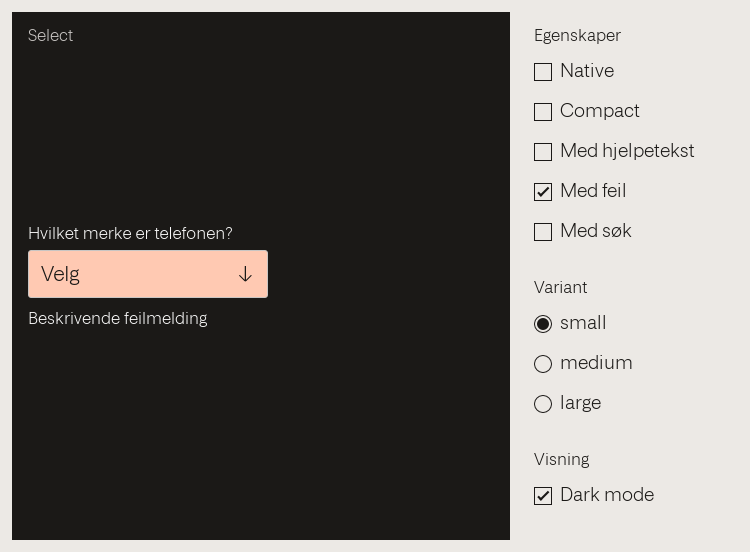 Select
Hvilket merke er telefonen?
Velg
Beskrivende feilmelding
Egenskaper
Native
Compact
Med hjelpetekst
Med feil
Med søk
Variant
small
medium
large
Visning
Dark mode